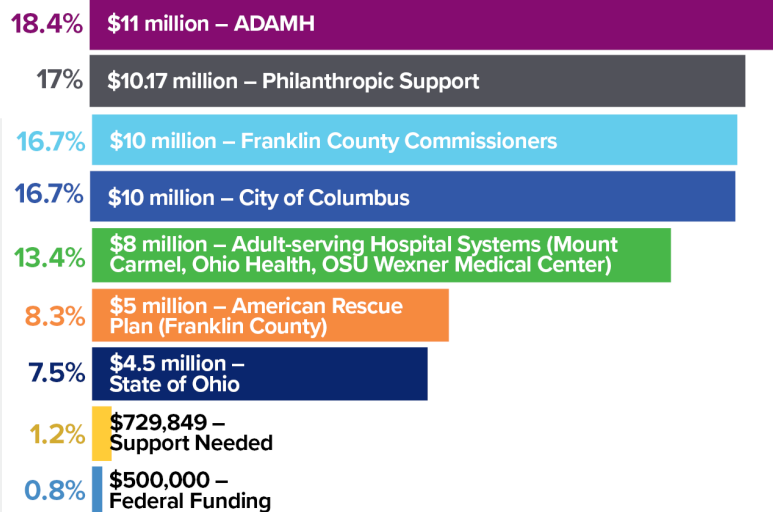 18.4% $11 million – ADAMH
17% $10.17 million – Philanthropic Support
16.7% $10 million – Franklin County Commissioners
16.7% $10 million – City of Columbus
13.4% $8 million – Adult-serving Hospital Systems (Mount
Carmel, Ohio Health, OSU Wexner Medical Center)
8.3% $5 million – American Rescue
Plan (Franklin County)
7.5% $4.5 million –
State of Ohio
1.2% $729,849 –
Support Needed
0.8% $500,000 –
Federal Funding